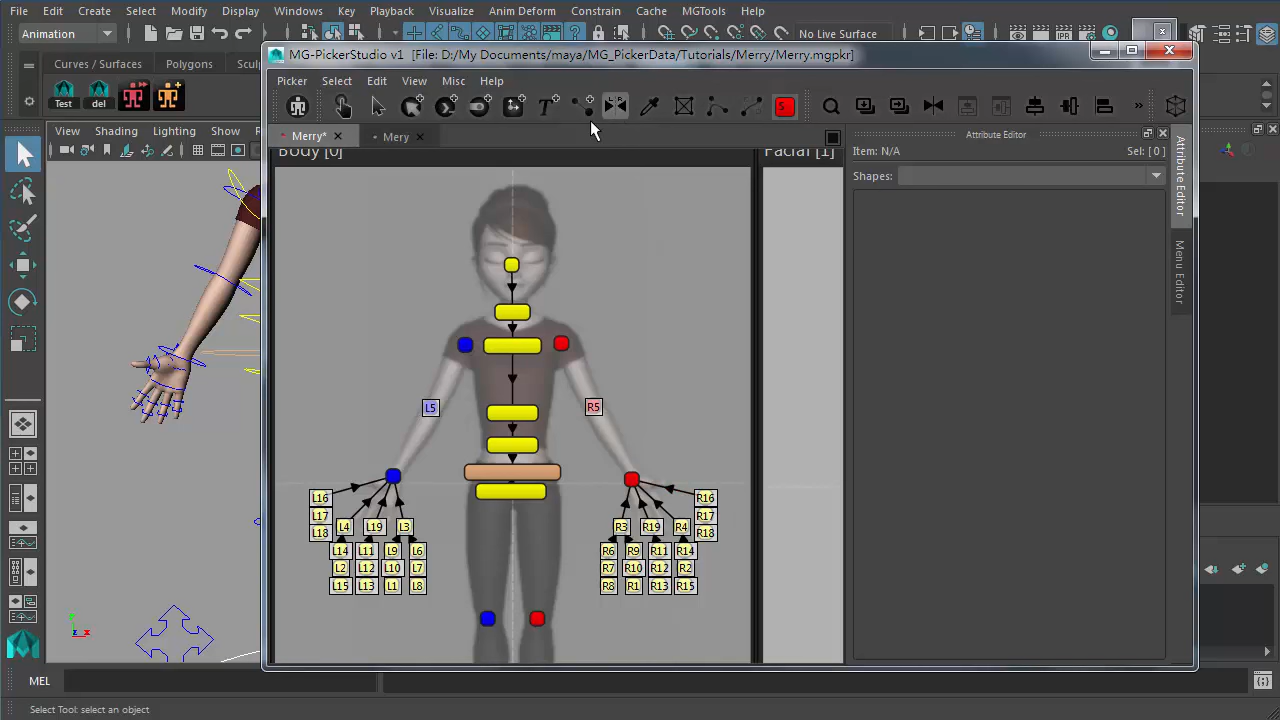 File Edit Create Select Modify Display Windows Key Playback Visualize Anim Deform Constrain Cache MGTools Help
Animation
No Live Surface
MG-PickerStudio v1 [File: D:/My Documents/maya/MG_PickerData/Tutorials/Merry/Merry.mgpkr]
Curves / Surfaces Polygons
Test del
Picker Select Edit View Misc Help
View Shading Lighting Show
Merry* Mery
Body [0] Facial [1]
Attribute Editor
Item: N/A Sel: [ 0 ]
Shapes:
Attribute Editor
Menu Editor
L5 R5
L16 R16
L17 R17
L18 L4 L19 L3 R3 R19 R4 R18
L14 L11 L9 L6 R6 R9 R11 R14
L2 L12 L10 L7 R7 R10 R12 R2
L15 L13 L1 L8 R8 R1 R13 R15
MEL
Select Tool: select an object